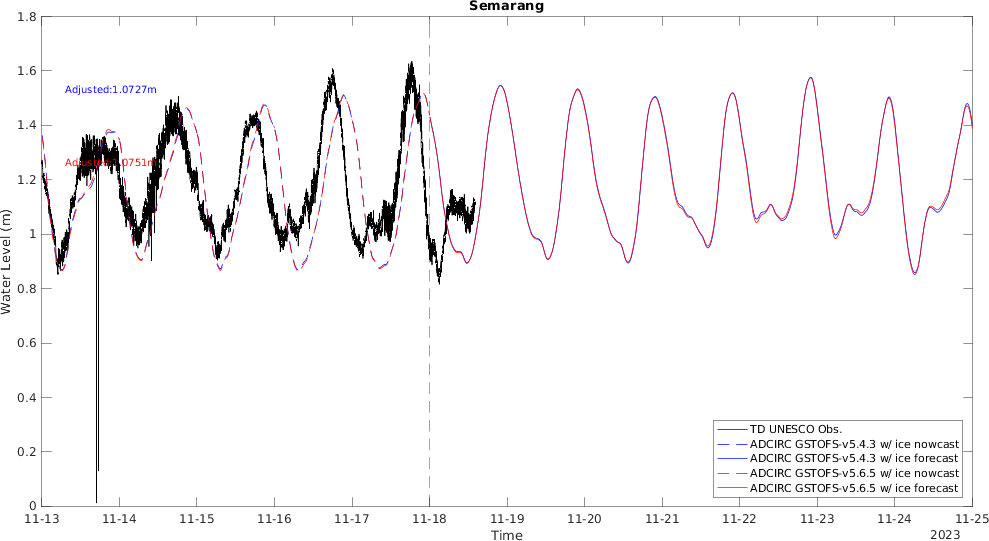 Semarang
1.8
1.6
1.4
1.2
1
0.8
0.6
0.4
0.2
0
Water Level (m)
Adjusted:1.0727m
Adjusted:1.0751m
TD UNESCO Obs.
ADCIRC GSTOFS-v5.4.3 w/ ice nowcast
ADCIRC GSTOFS-v5.4.3 w/ ice forecast
ADCIRC GSTOFS-v5.6.5 w/ ice nowcast
ADCIRC GSTOFS-v5.6.5 w/ ice forecast
11-13 11-14 11-15 11-16 11-17 11-18 11-19 11-20 11-21 11-22 11-23 11-24 11-25
Time
2023